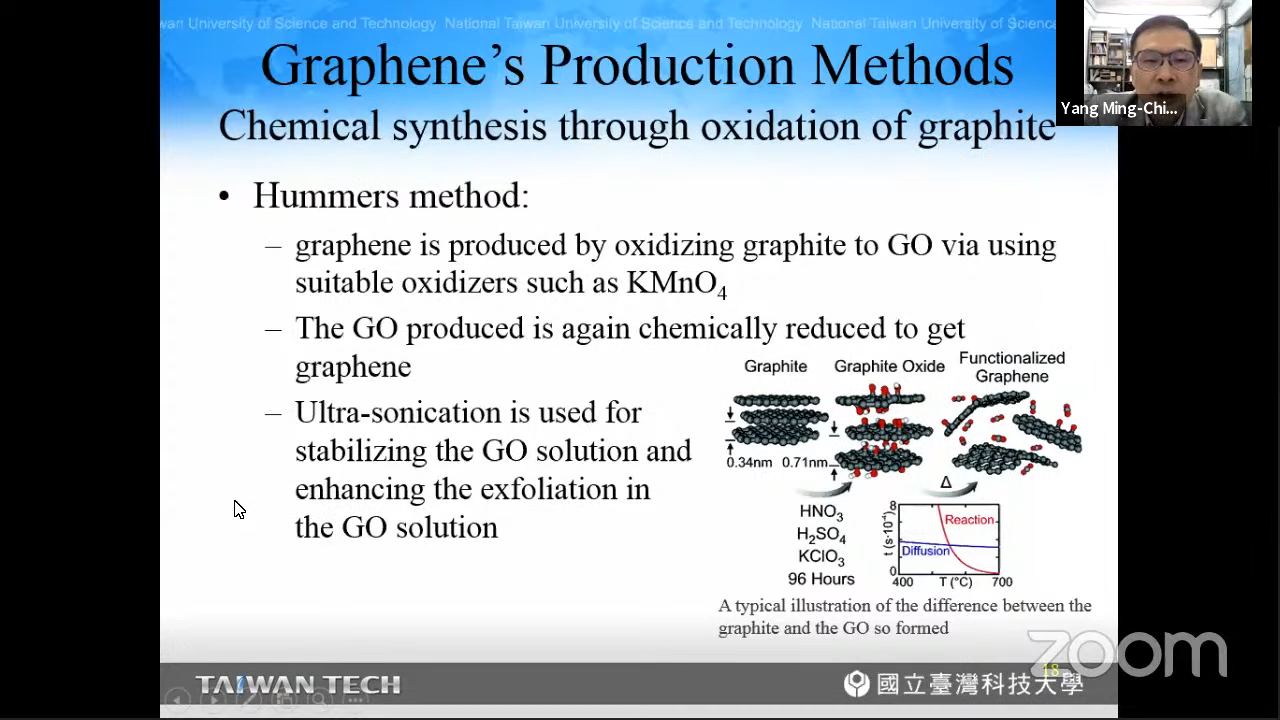 wan University of Science and Technology National Taiwan University of Science and Technology National Taiwan University of Science
Graphene's Production Methods
Chemical synthesis through oxidation of graphite
Yang Ming-Chi...
• Hummers method:
– graphene is produced by oxidizing graphite to GO via using
suitable oxidizers such as KMnO₄
– The GO produced is again chemically reduced to get
graphene
– Ultra-sonication is used for
stabilizing the GO solution and
enhancing the exfoliation in
the GO solution
Graphite
Graphite Oxide
Functionalized
Graphene
0.34nm
0.71nm
HNO₃
H₂SO₄
KClO₃
96 Hours
Δ
8
Reaction
Diffusion
t (s·10⁻⁴)
0
400
T (°C)
700
A typical illustration of the difference between the
graphite and the GO so formed
zoom
18
TAIWAN TECH
國立臺灣科技大學